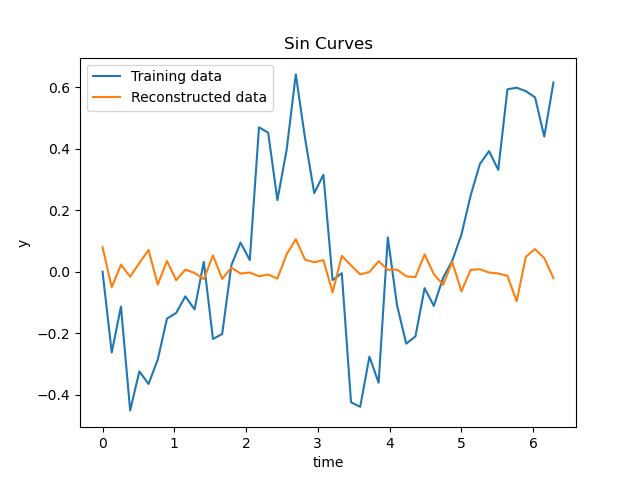 Sin Curves
Training data
Reconstructed data
0.6
0.4
0.2
0.0
−0.2
−0.4
y
0 1 2 3 4 5 6
time